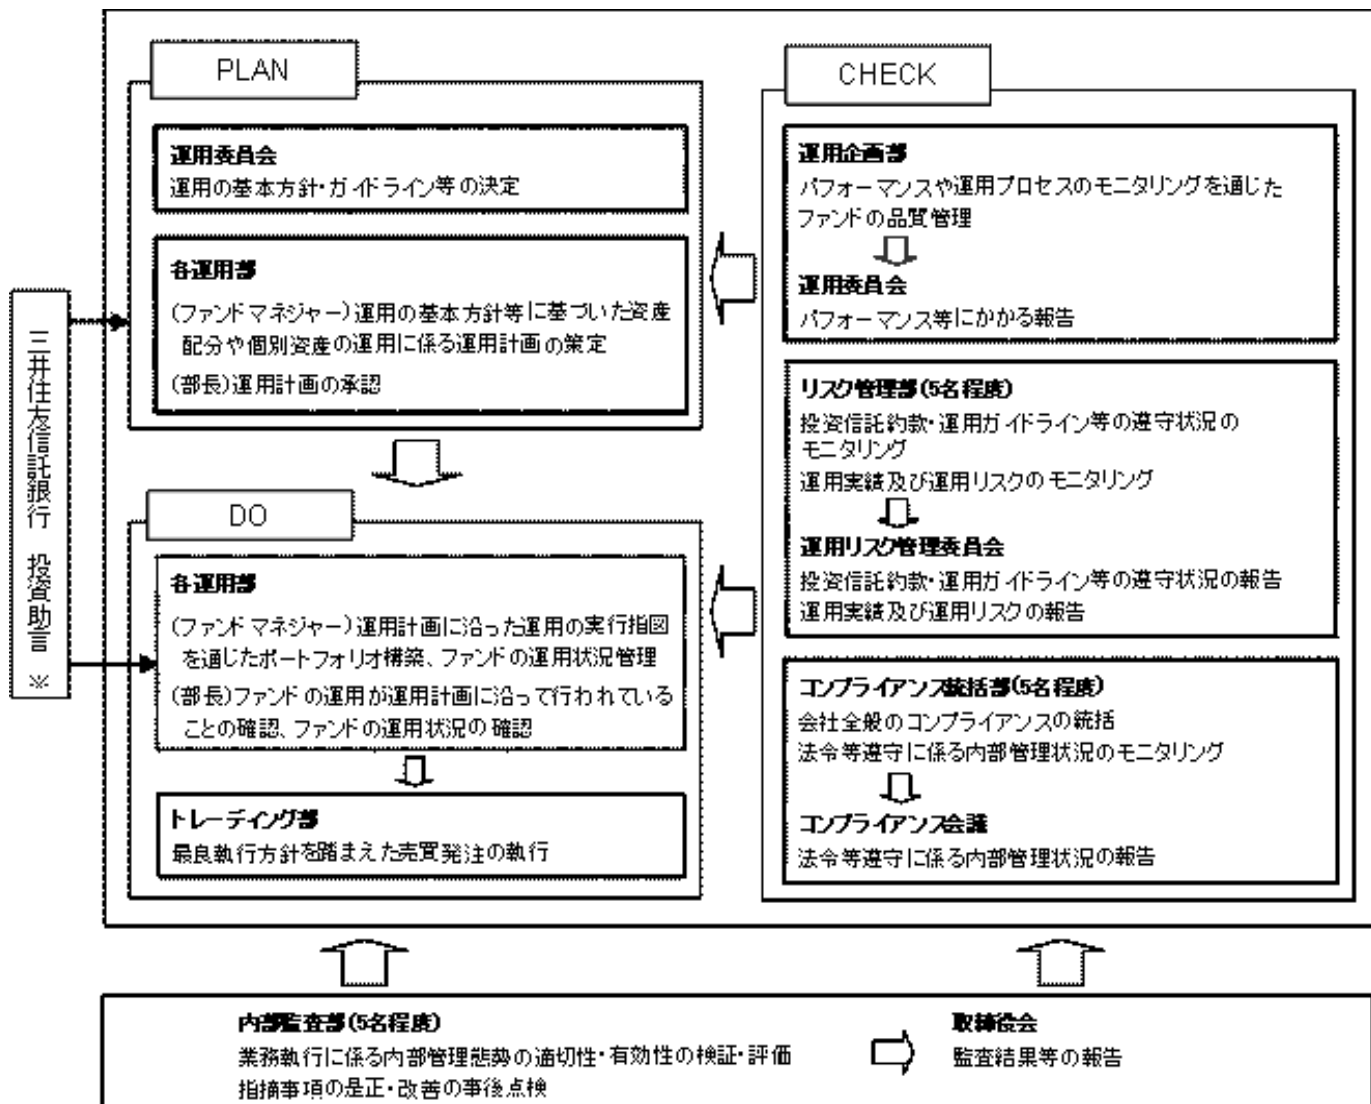 三井住友信託銀行　投資助言　※
PLAN
運用委員会
運用の基本方針・ガイドライン等の決定
各運用部
(ファンドマネジャー)運用の基本方針等に基づいた資産
配分や個別資産の運用に係る運用計画の策定
(部長)運用計画の承認
DO
各運用部
(ファンドマネジャー)運用計画に沿った運用の実行指図
を通じたポートフォリオ構築、ファンドの運用状況管理
(部長)ファンドの運用が運用計画に沿って行われている
ことの確認、ファンドの運用状況の確認
トレーディング部
最良執行方針を踏まえた売買発注の執行
CHECK
運用企画部
パフォーマンスや運用プロセスのモニタリングを通じた
ファンドの品質管理
運用委員会
パフォーマンス等にかかる報告
リスク管理部(5名程度)
投資信託約款・運用ガイドライン等の遵守状況の
モニタリング
運用実績及び運用リスクのモニタリング
運用リスク管理委員会
投資信託約款・運用ガイドライン等の遵守状況の報告
運用実績及び運用リスクの報告
コンプライアンス統括部(5名程度)
会社全般のコンプライアンスの統括
法令等遵守に係る内部管理状況のモニタリング
コンプライアンス会議
法令等遵守に係る内部管理状況の報告
内部監査部(5名程度)
業務執行に係る内部管理態勢の適切性・有効性の検証・評価
指摘事項の是正・改善の事後点検
取締役会
監査結果等の報告